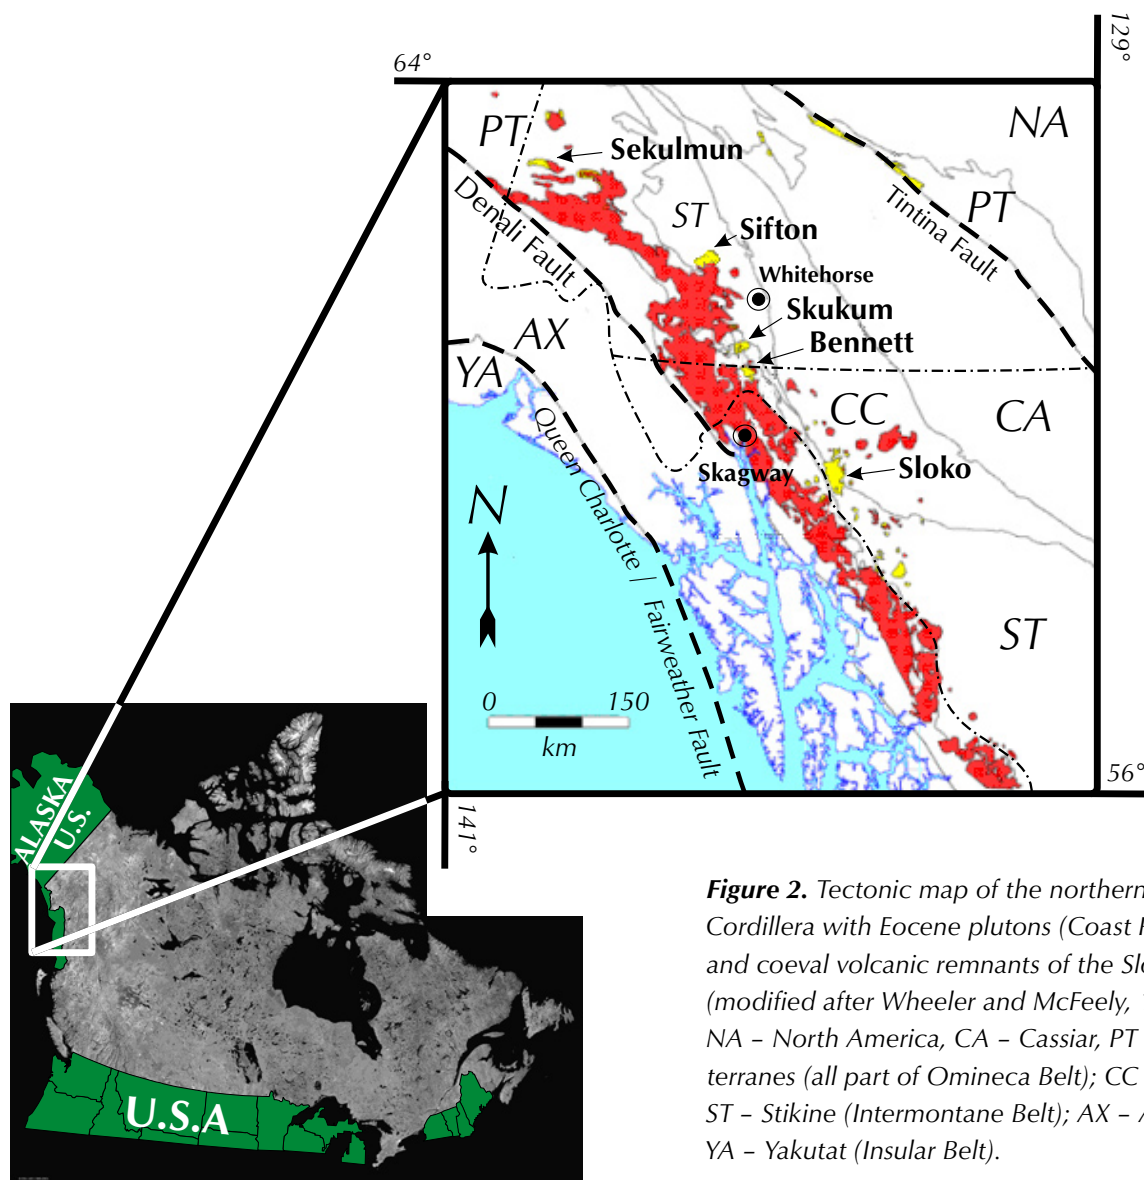 129°
64°
NA
PT
Sekulmun
PT
ST
Denali Fault
Sifton
Tintina Fault
Whitehorse
Skukum
AX
Bennett
YA
CC
CA
Queen Charlotte / Fairweather Fault
Skagway
Sloko
N
ST
0 150
km
56°
141°
ALASKA
U.S.
U.S.A
Figure 2. Tectonic map of the northern
Cordillera with Eocene plutons (Coast
and coeval volcanic remnants of the
(modified after Wheeler and McFeely,
NA – North America, CA – Cassiar, PT
terranes (all part of Omineca Belt); CC
ST – Stikine (Intermontane Belt); AX –
YA – Yakutat (Insular Belt).